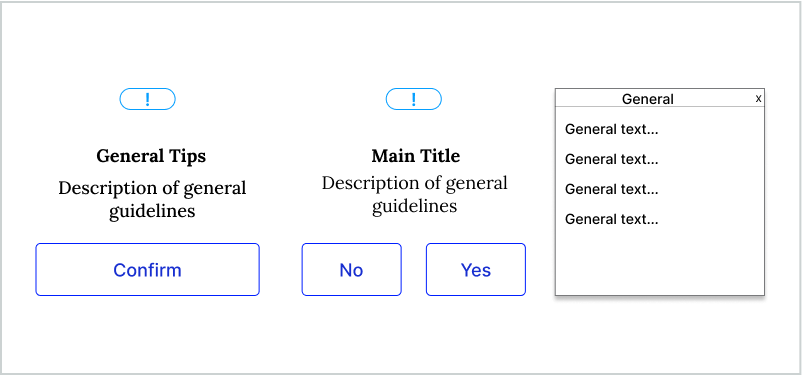 !
General Tips
Description of general
guidelines
Confirm
!
Main Title
Description of general
guidelines
No
Yes
General
x
General text...
General text...
General text...
General text...